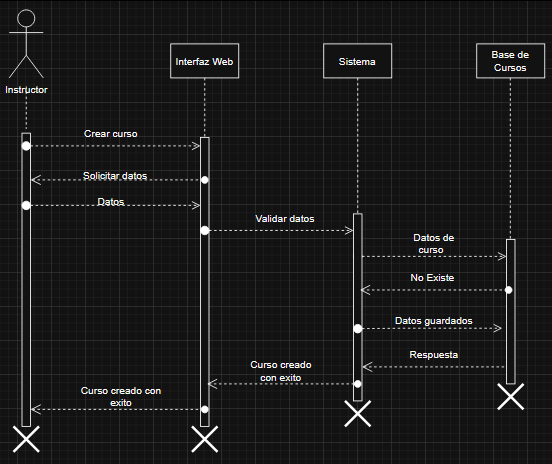 Instructor
Interfaz Web
Sistema
Base de
Cursos
Crear curso
Solicitar datos
Datos
Validar datos
Datos de
curso
No Existe
Datos guardados
Respuesta
Curso creado
con exito
Curso creado con
exito